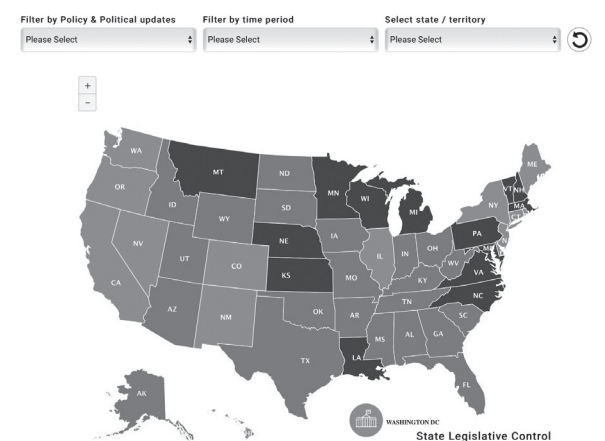 Filter by Policy & Political updates Filter by time period Select state / territory
Please Select Please Select Please Select
+
−
WA
MT
ND
ME
OR
MN
VT NH
ID
SD
WI
NY
MA
WY
MI
CT
IA
PA
NJ
NE
NV
OH
IL
IN
MD
UT
CO
WV
VA
KS
MO
KY
CA
NC
TN
AZ
OK
NM
AR
SC
MS
AL
GA
TX
LA
FL
AK
WASHINGTON DC
State Legislative Control